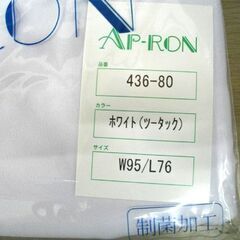 RON
AP-RON
品番
436-80
カラー
ホワイト(ツータック)
サイズ
W95/L76
制菌加工